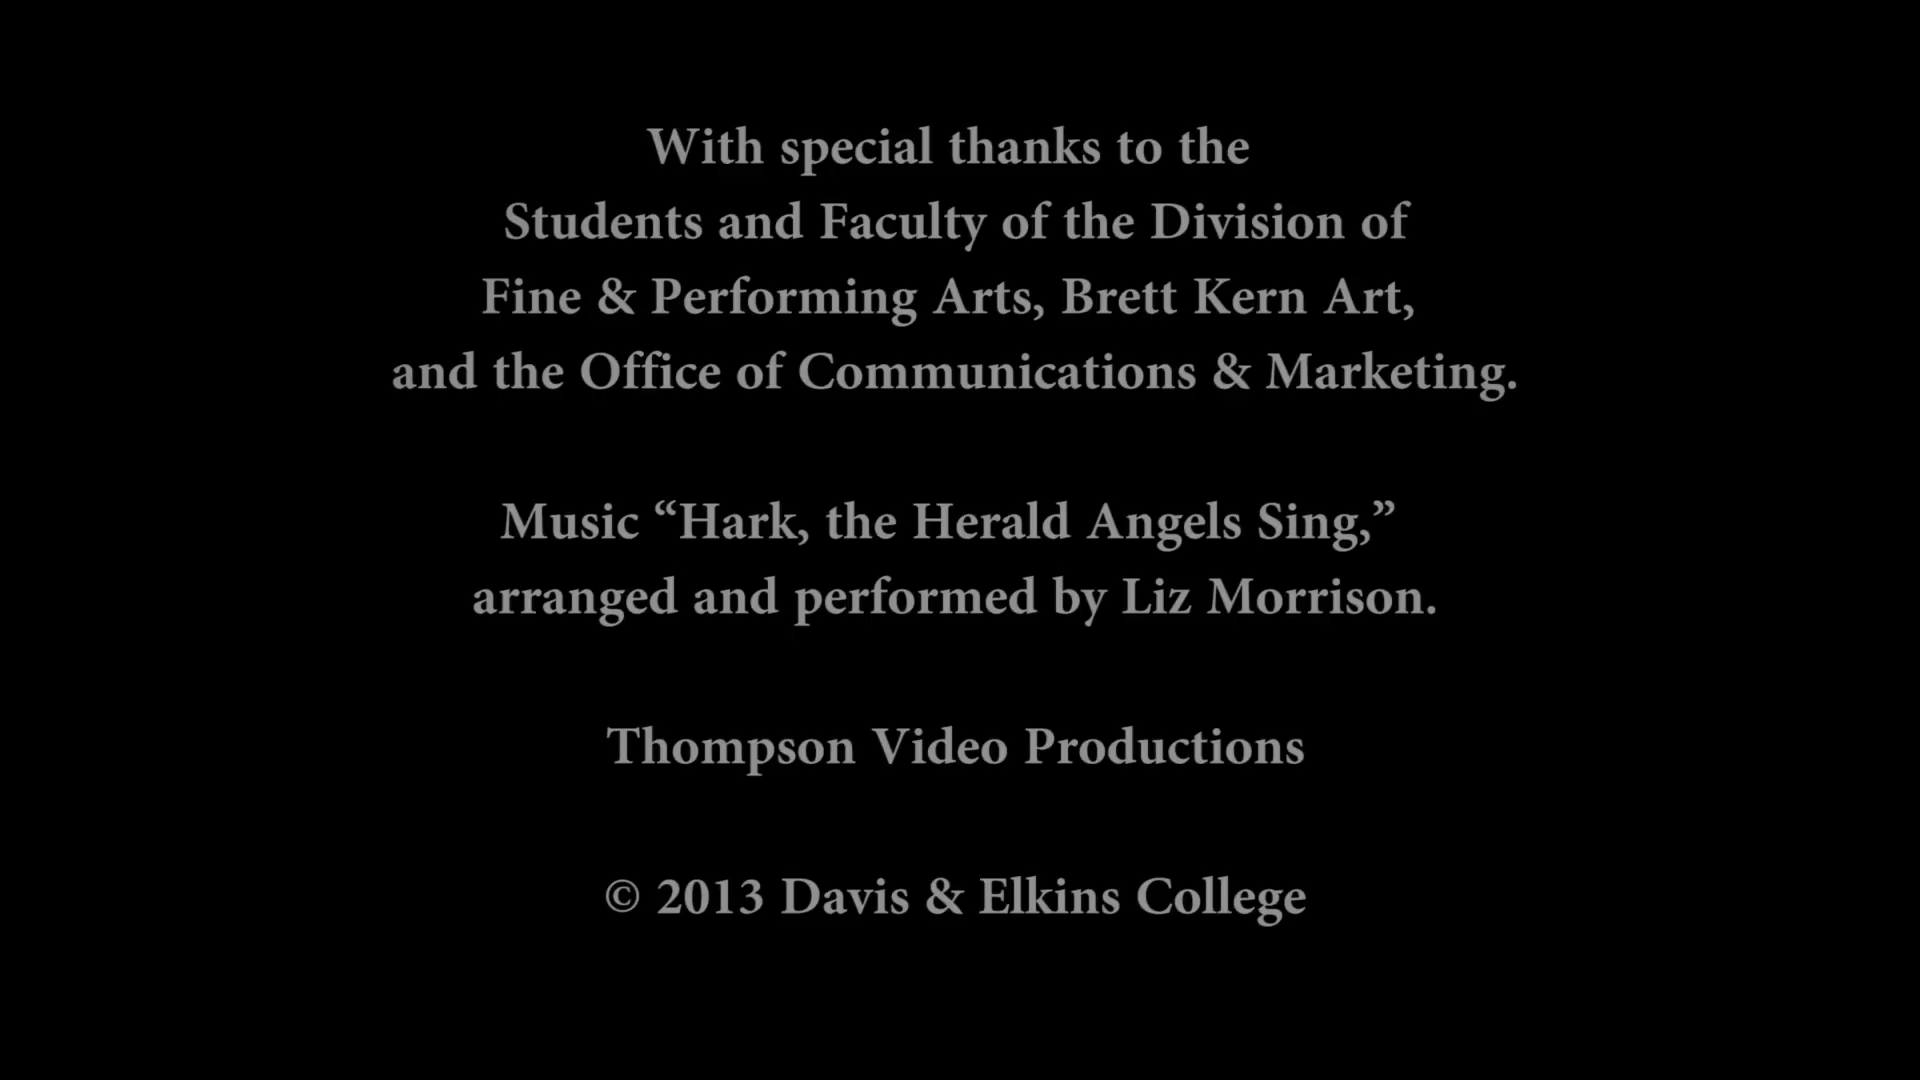 With special thanks to the
Students and Faculty of the Division of
Fine & Performing Arts, Brett Kern Art,
and the Office of Communications & Marketing.
Music “Hark, the Herald Angels Sing,”
arranged and performed by Liz Morrison.
Thompson Video Productions
© 2013 Davis & Elkins College